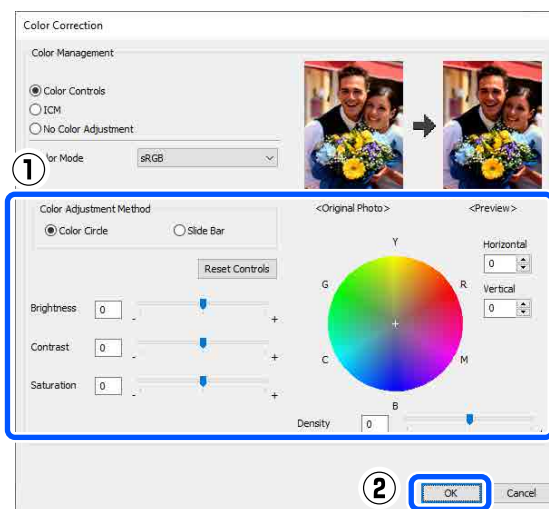 Color Correction
Color Management
Color Controls
ICM
No Color Adjustment
①
or Mode sRGB
Color Adjustment Method
Color Circle Slide Bar
Reset Controls
Brightness 0 - +
Contrast 0 - +
Saturation 0 - +
<Original Photo> <Preview>
Y
G R
C M
B
Horizontal
0
Vertical
0
Density 0 -
② OK Cancel